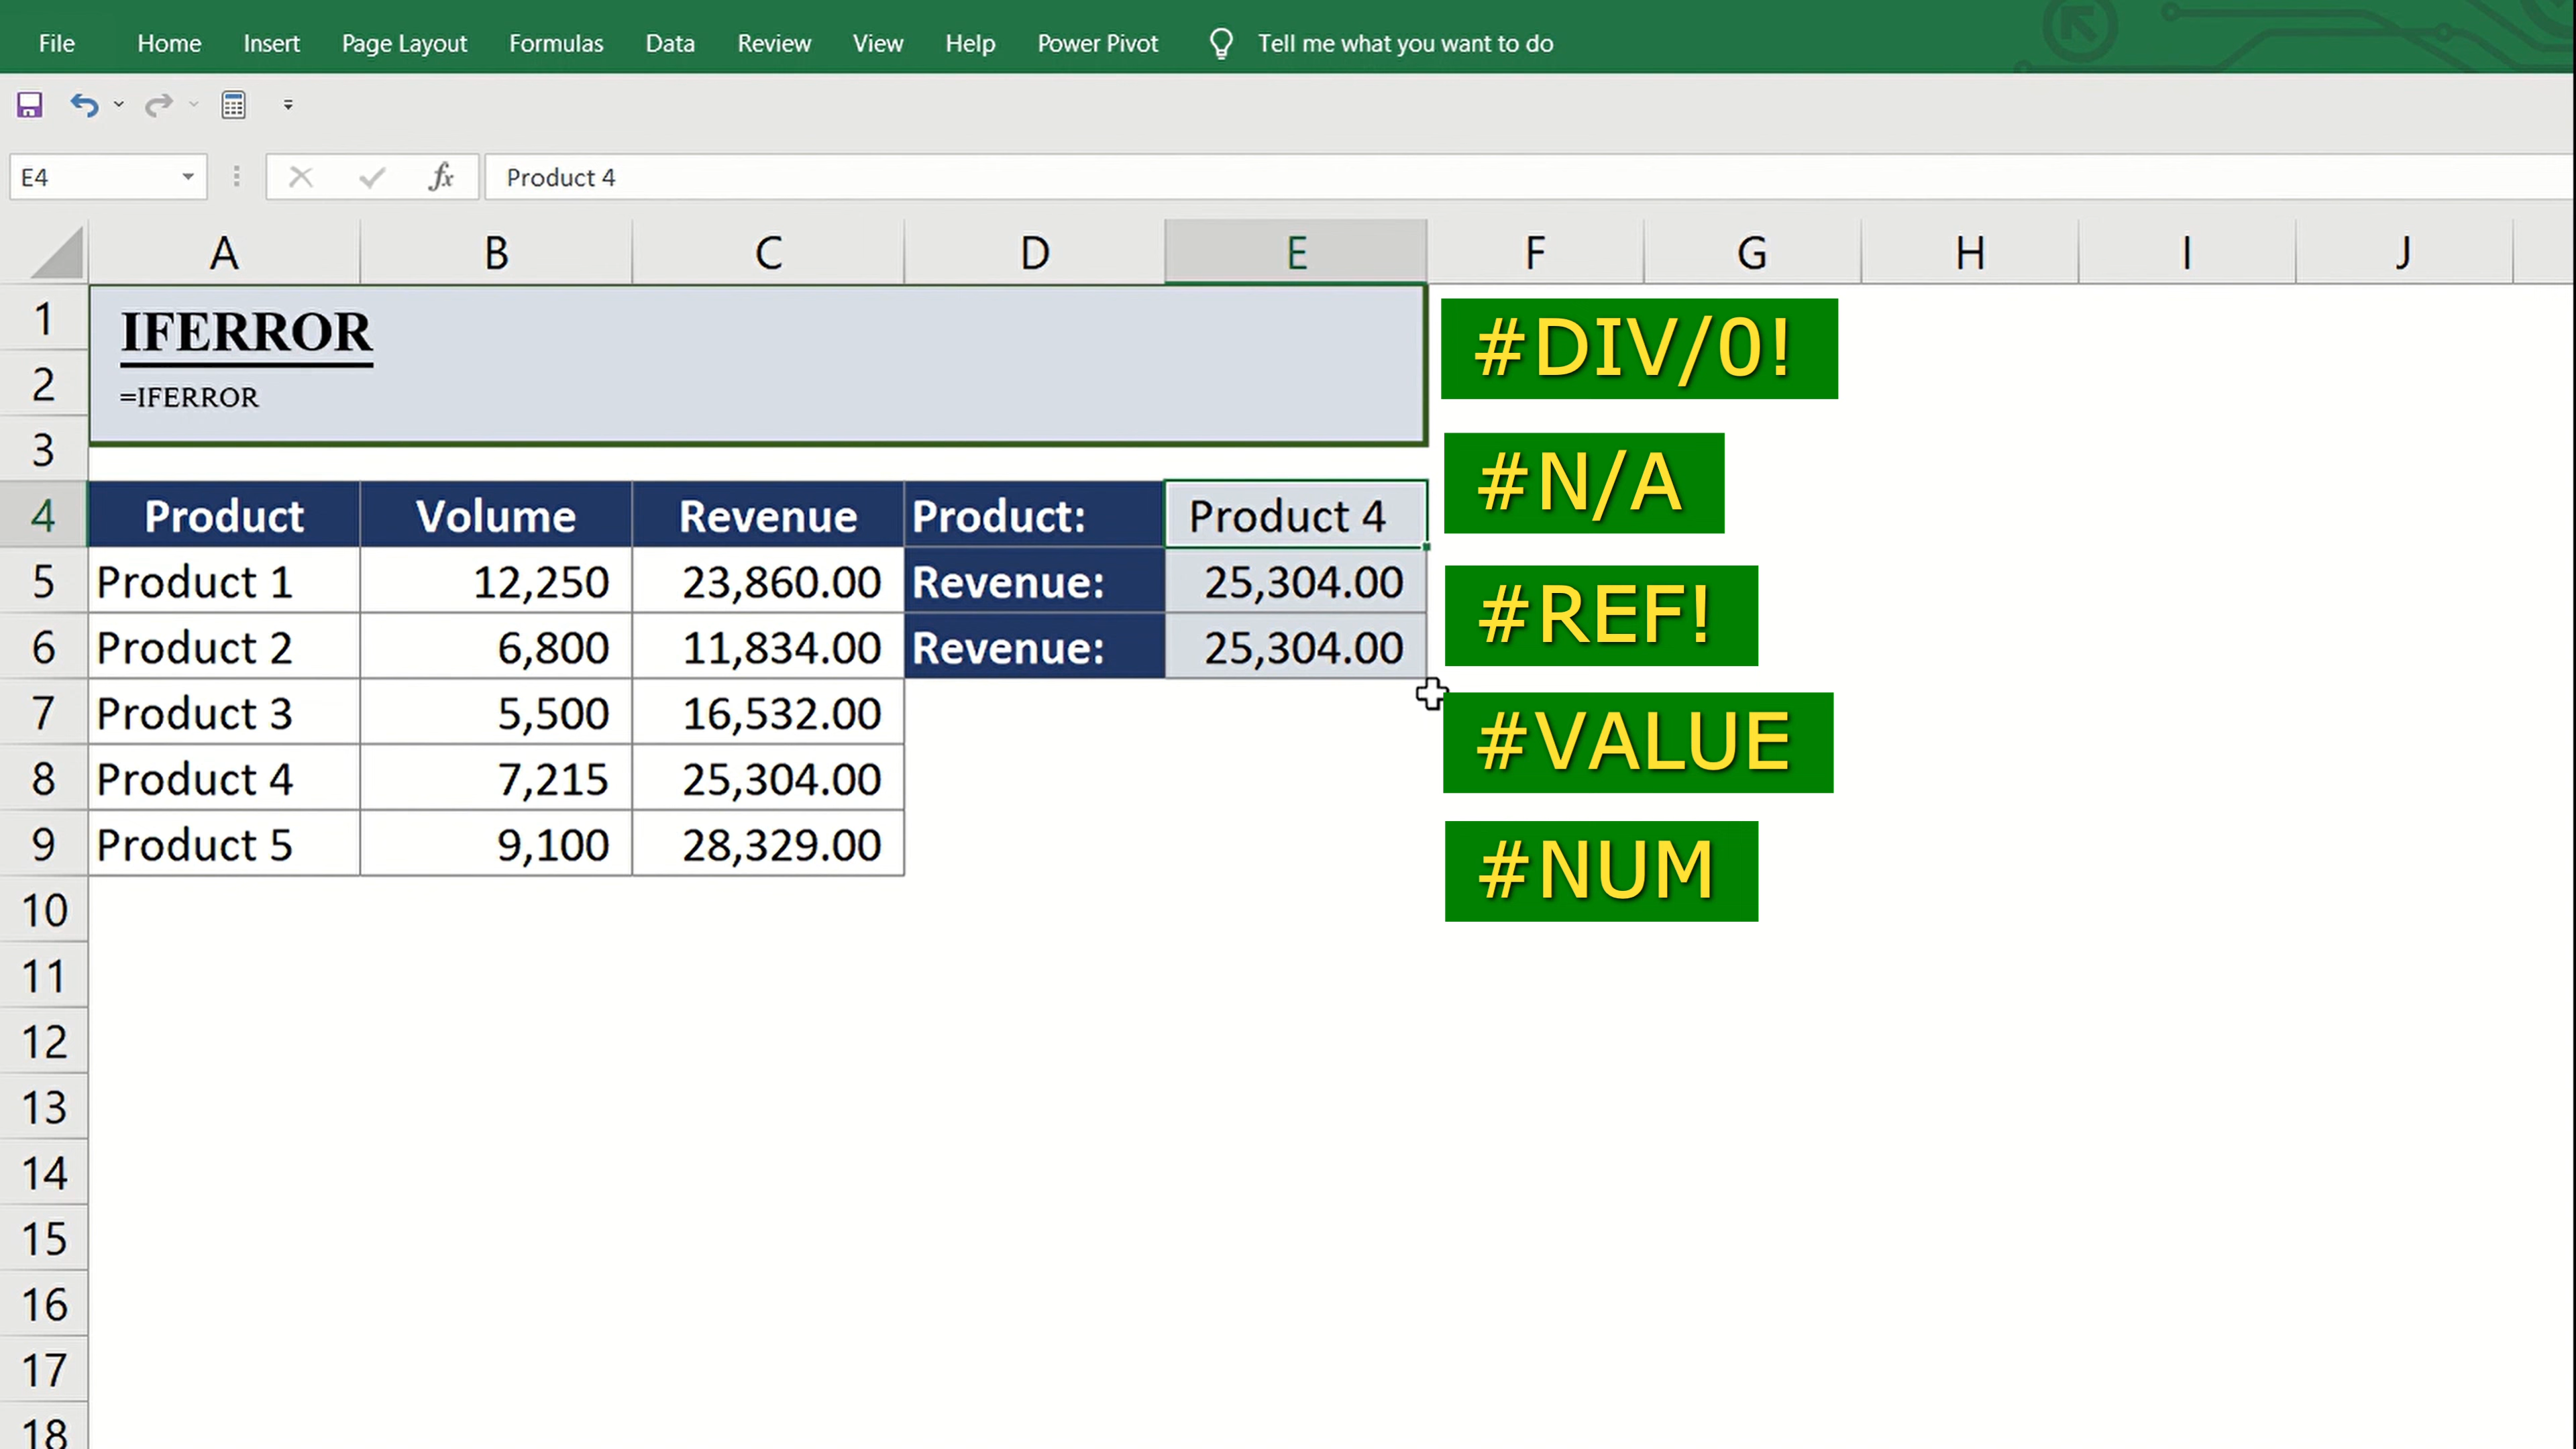 File Home Insert Page Layout Formulas Data Review View Help Power Pivot Tell me what you want to do
E4 fx Product 4
A B C D E F G H I J
1 IFERROR #DIV/0!
2 =IFERROR
3 #N/A
4 Product Volume Revenue Product: Product 4
5 Product 1 12,250 23,860.00 Revenue: 25,304.00 #REF!
6 Product 2 6,800 11,834.00 Revenue: 25,304.00
7 Product 3 5,500 16,532.00 #VALUE
8 Product 4 7,215 25,304.00
9 Product 5 9,100 28,329.00 #NUM
10
11
12
13
14
15
16
17
18